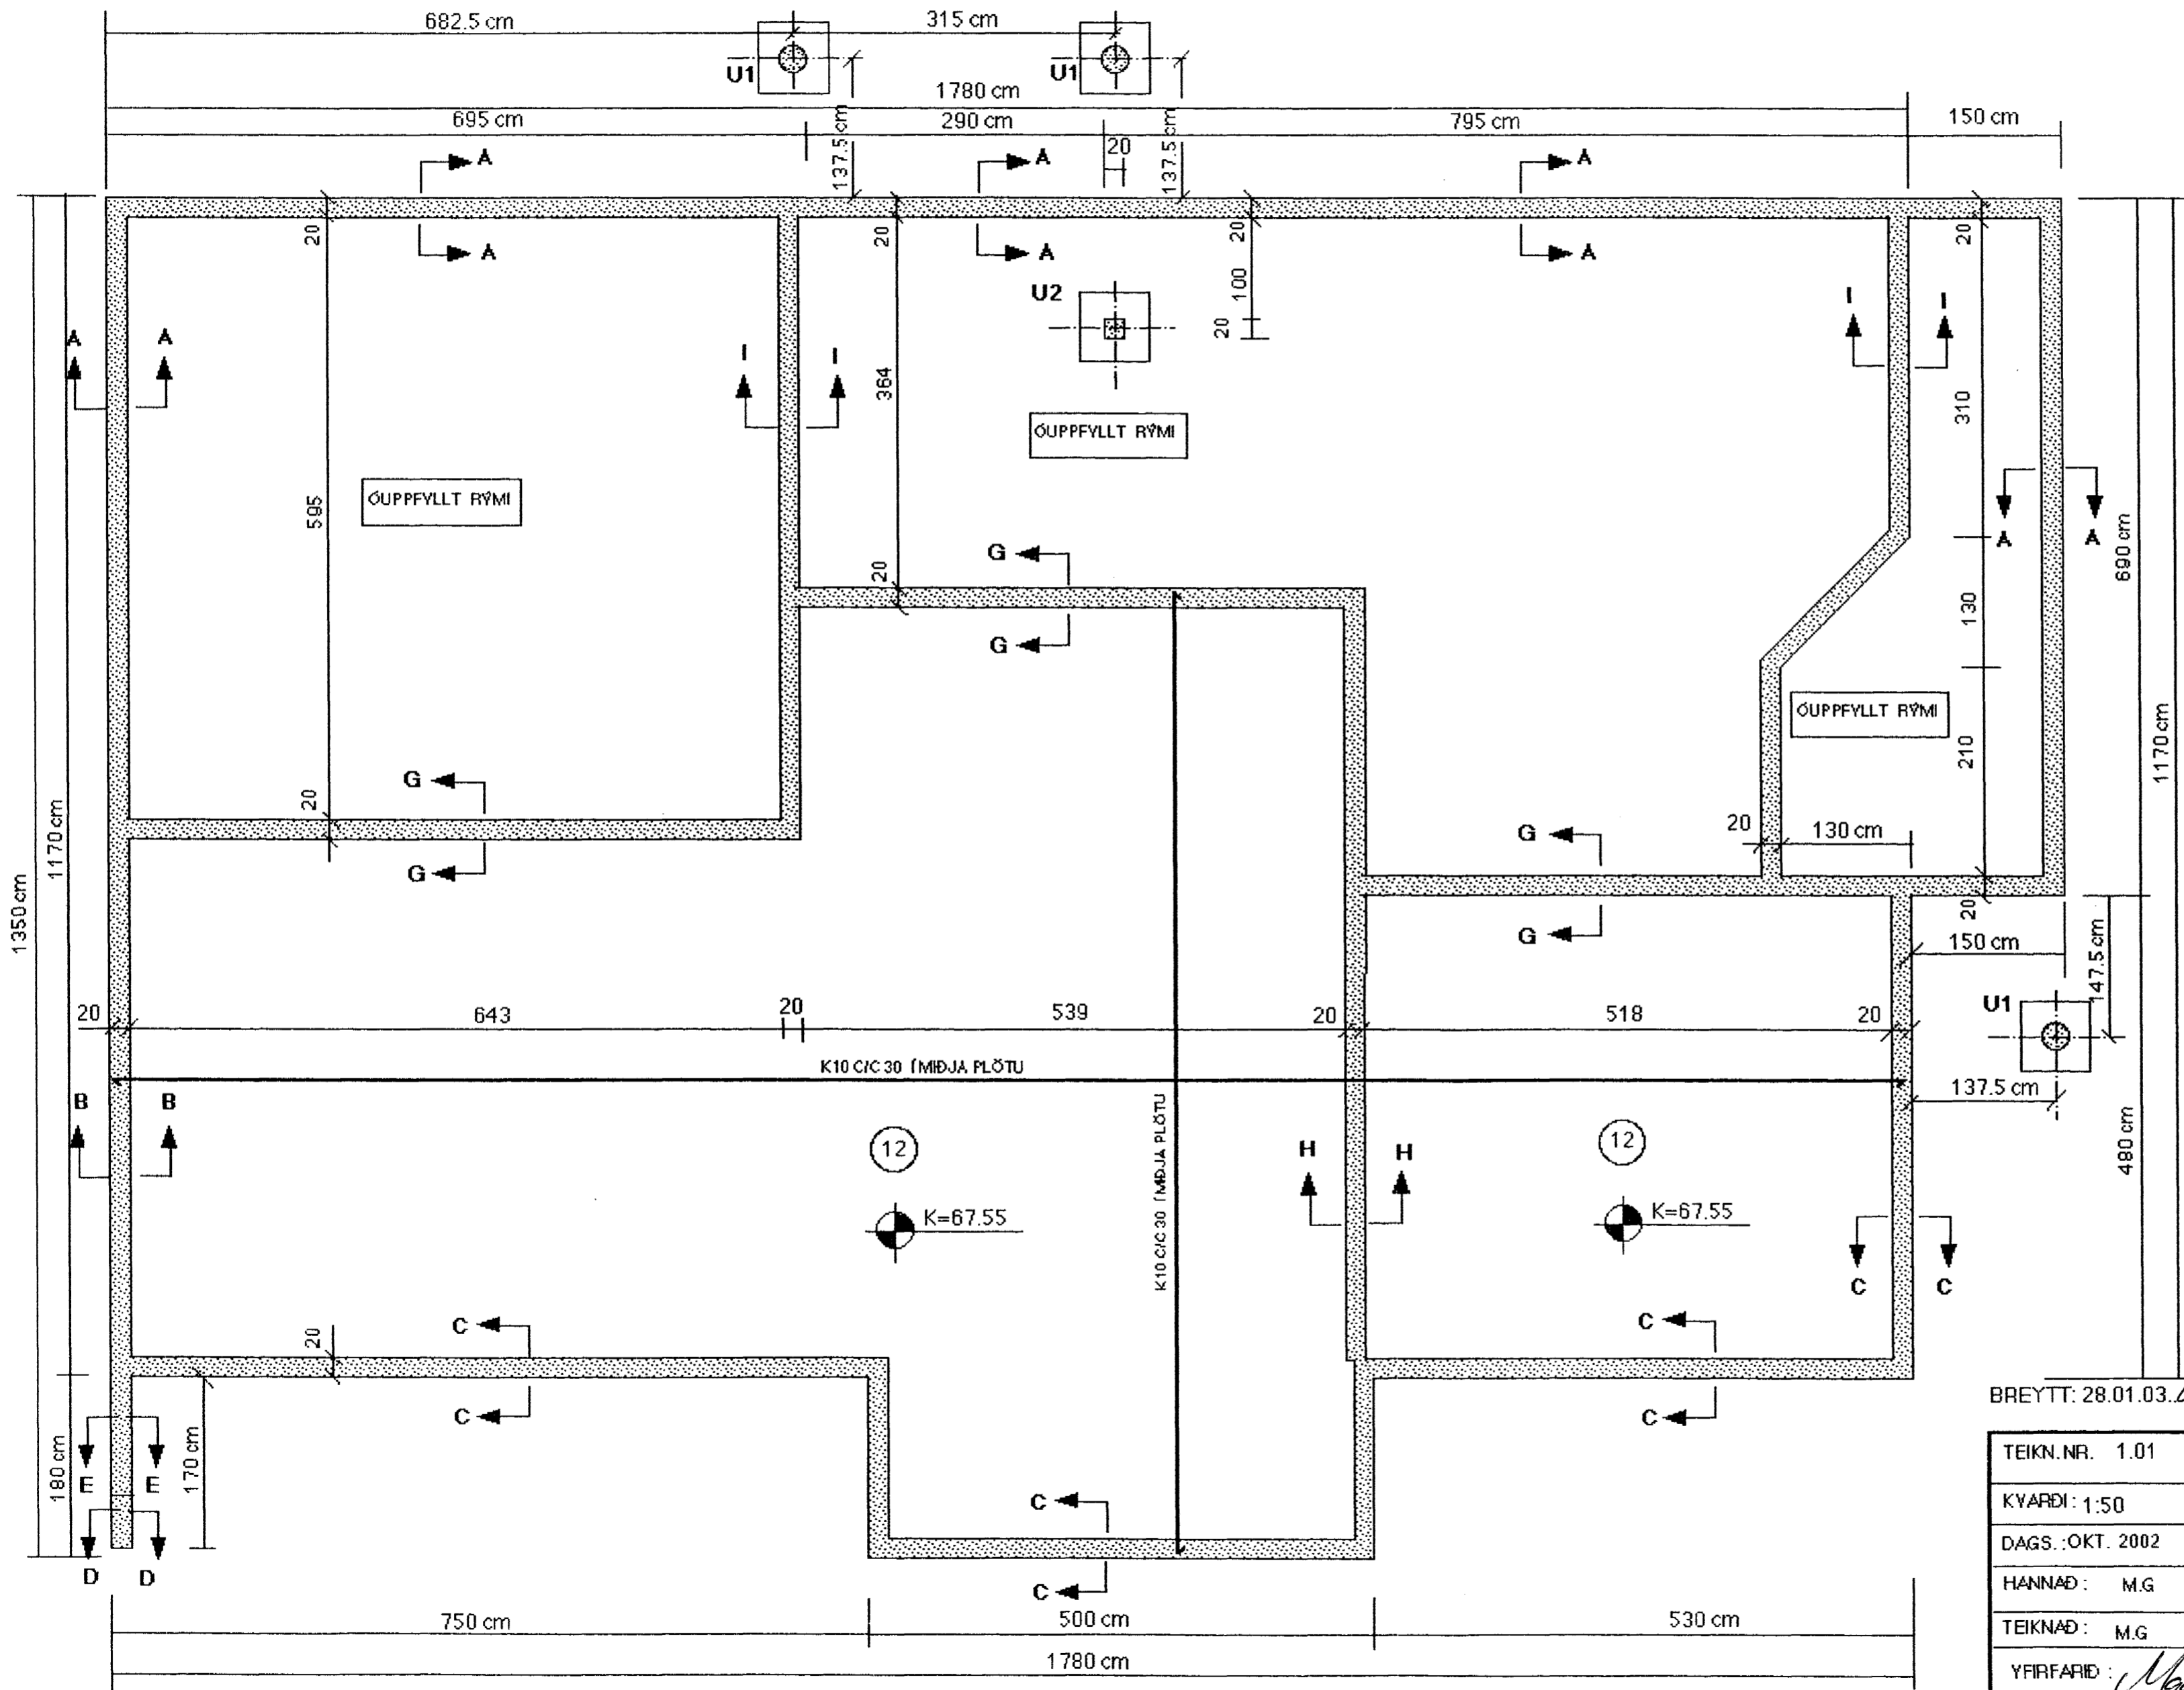 682.5 cm 315 cm
U1 U1
1780 cm
695 cm 290 cm 795 cm 150 cm
137.5 cm 20 137.5 cm
A A A
20 20 20 20
A A A
U2
100
20
A A I I I I
364
310
ÓUPPFYLLT RÝMI
ÓUPPFYLLT RÝMI
595
A A
690 cm
G
20
130
G
ÓUPPFYLLT RÝMI
210
1170 cm
G
20
20 130 cm
G
G
1170 cm
1350 cm
20
G
150 cm
147.5 cm
U1
20 643 20 539 20 518 20
K10 C/C 30 Í MIÐJA PLÖTU
137.5 cm
B B
K10 C/C 30 Í MIÐJA PLÖTU
12 12
H H
480 cm
K=67.55 K=67.55
C C
C C
20
C C
BREYTT: 28.01.03.
180 cm
170 cm
E E
C
D D
C
TEIKN.NR. 1.01
KVARÐI : 1:50
DAGS. : OKT. 2002
HANNAÐ : M.G
TEIKNAÐ : M.G
YFIRFARIÐ :
750 cm 500 cm 530 cm
1780 cm